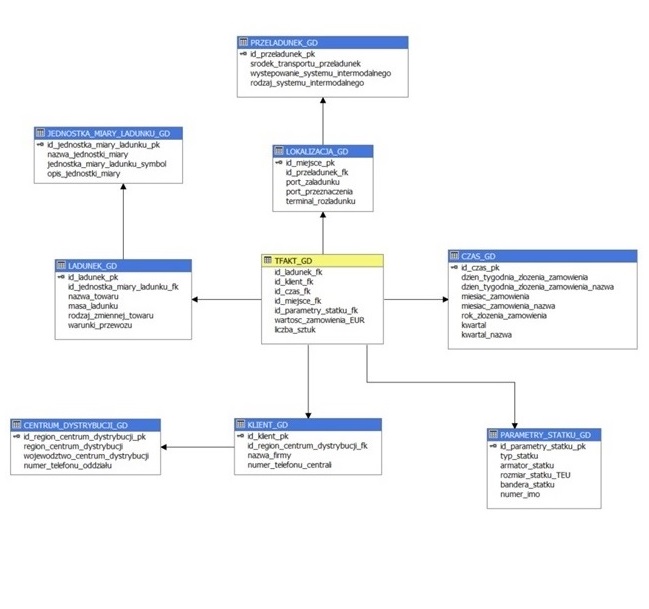 PRZELADUNEK_GD
id_przeladunek_pk
srodek_transportu_przeladunek
wystepowanie_systemu_intermodalnego
rodzaj_systemu_intermodalnego
JEDNOSTKA_MIARY_LADUNKU_GD
id_jednostka_miary_ladunku_pk
nazwa_jednostki_miary
jednostka_miary_ladunku_symbol
opis_jednostki_miary
LOKALIZACJA_GD
id_miejsce_pk
id_przeladunek_fk
port_zaladunku
port_przeznaczenia
terminal_rozladunku
LADUNEK_GD
id_ladunek_pk
id_jednostka_miary_ladunku_fk
nazwa_towaru
masa_ladunku
rodzaj_zmiennej_towaru
warunki_przewozu
TFAKT_GD
id_ladunek_fk
id_klient_fk
id_czas_fk
id_miejsce_fk
id_parametry_statku_fk
wartosc_zamowienia_EUR
liczba_sztuk
CZAS_GD
id_czas_pk
dzien_tygodnia_zlozenia_zamowienia
dzien_tygodnia_zlozenia_zamowienia_nazwa
miesiac_zamowienia
miesiac_zamowienia_nazwa
rok_zlozenia_zamowienia
kwartal
kwartal_nazwa
CENTRUM_DYSTRYBUCJI_GD
id_region_centrum_dystrybucji_pk
region_centrum_dystrybucji
wojewodztwo_centrum_dystrybucji
numer_telefonu_oddziału
KLIENT_GD
id_klient_pk
id_region_centrum_dystrybucji_fk
nazwa_firmy
numer_telefonu_centrali
PARAMETRY_STATKU_GD
id_parametry_statku_pk
typ_statku
armator_statku
rozmiar_statku_TEU
bandera_statku
numer_imo